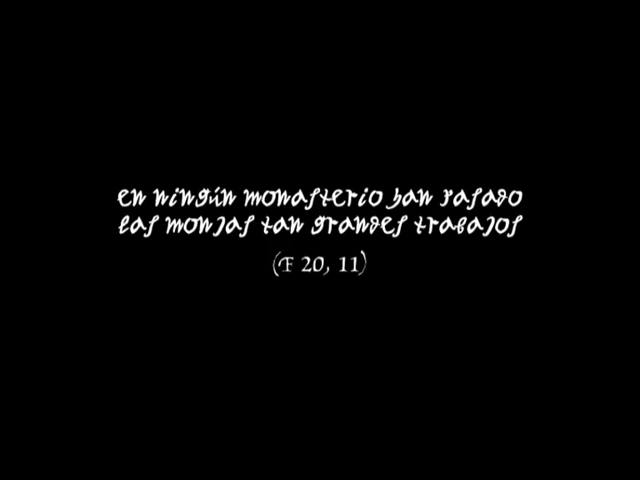 en ningún monasterio han pasado
las monjas tan grandes trabajos
(F 20, 11)